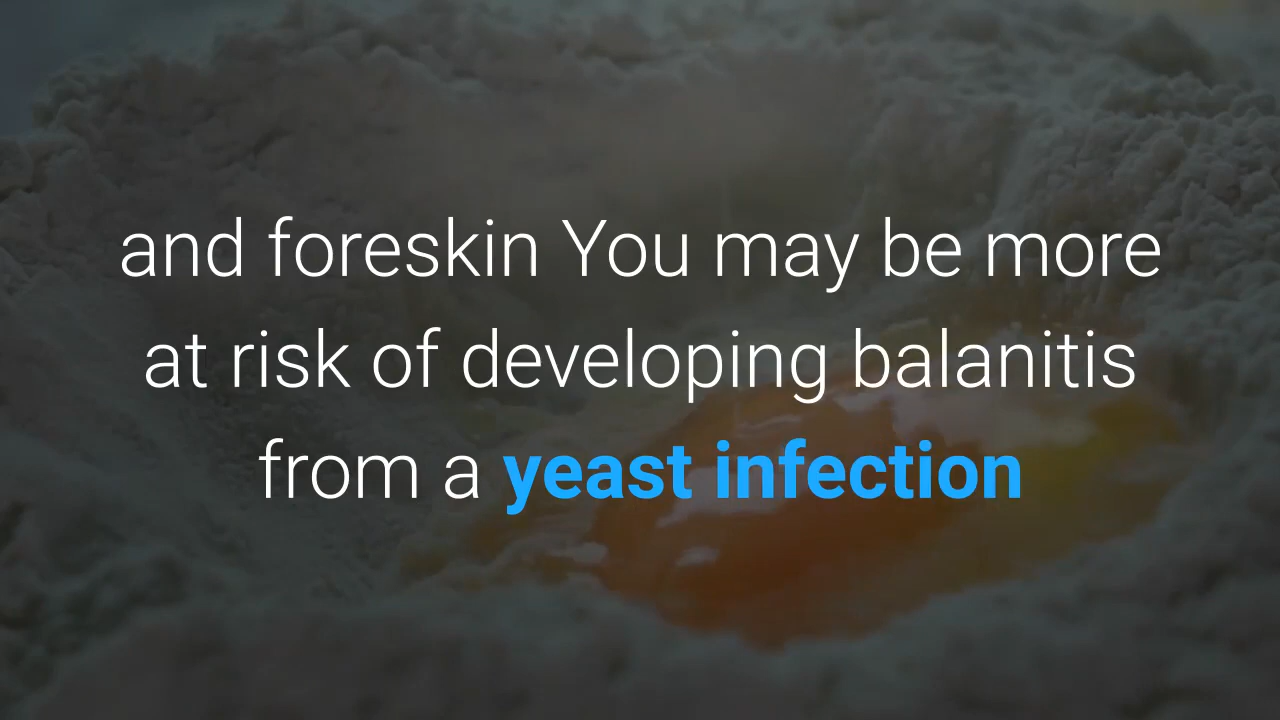 and foreskin You may be more
at risk of developing balanitis
from a yeast infection